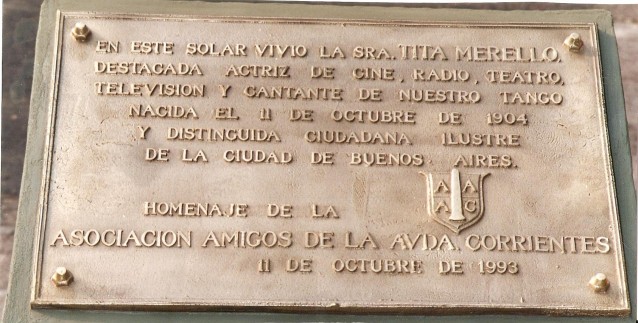 EN ESTE SOLAR VIVIO LA SRA. TITA MERELLO,
DESTACADA ACTRIZ DE CINE, RADIO, TEATRO,
TELEVISION Y CANTANTE DE NUESTRO TANGO
NACIDA EL 11 DE OCTUBRE DE 1904
Y DISTINGUIDA CIUDADANA ILUSTRE
DE LA CIUDAD DE BUENOS AIRES.
A A
A C
HOMENAJE DE LA
ASOCIACION AMIGOS DE LA AVDA. CORRIENTES
11 DE OCTUBRE DE 1993